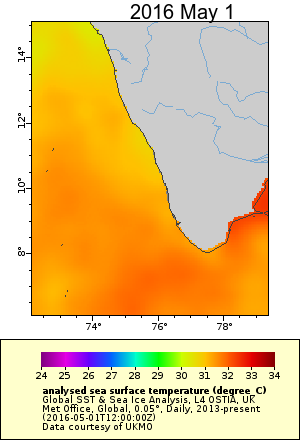 2016 May 1
14°
12°
10°
8°
74° 76° 78°
24 25 26 27 28 29 30 31 32 33 34
analysed sea surface temperature (degree_C)
Global SST & Sea Ice Analysis, L4 OSTIA, UK
Met Office, Global, 0.05°, Daily, 2013-present
(2016-05-01T12:00:00Z)
Data courtesy of UKMO